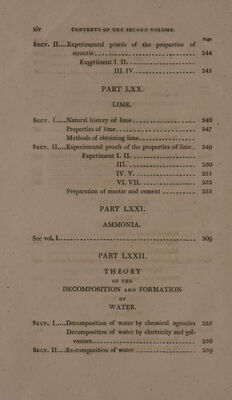 xiv CONTENTS OF THE SECOND VOLUME.
Page
SECT. II....Experimental proofs of the properties of
strontia 244
Experiment I. II.
III. IV 245
PART LXX.
LIME.
SECT. I.....Natural history of lime 246
Properties of lime 247
Methods of obtaining lime
SECT. II....Experimental proofs of the properties of lime. 249
Experiment I. II.
III. 250
IV. V. 251
VI. VII. 252
Preparation of mortar and cement 253
PART LXXI.
AMMONIA.
See vol. I. 309
PART LXXII.
THEORY
OF THE
DECOMPOSITION AND FORMATION
OF
WATER.
SECT. I.....Decomposition of water by chemical agencies 255
Decomposition of water by electricity and gal-
vanism 256
SECT. II....Re-composition of water 259